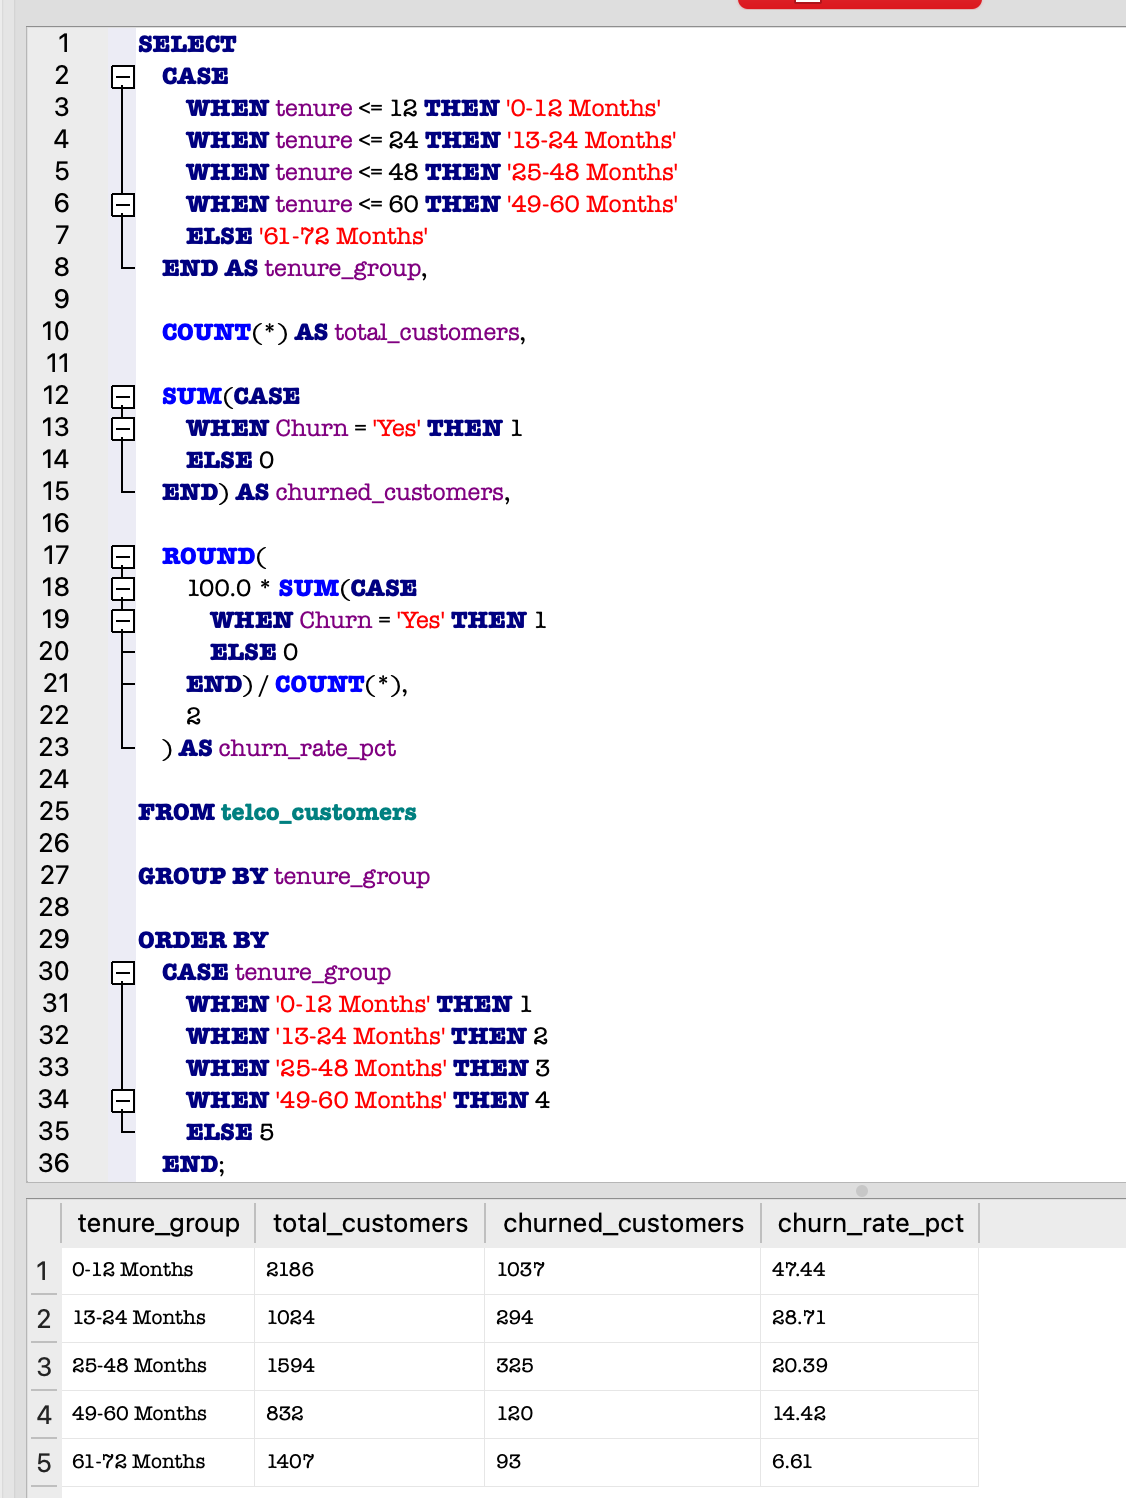 1 SELECT
2 CASE
3 WHEN tenure <= 12 THEN '0-12 Months'
4 WHEN tenure <= 24 THEN '13-24 Months'
5 WHEN tenure <= 48 THEN '25-48 Months'
6 WHEN tenure <= 60 THEN '49-60 Months'
7 ELSE '61-72 Months'
8 END AS tenure_group,
9
10 COUNT(*) AS total_customers,
11
12 SUM(CASE
13 WHEN Churn = 'Yes' THEN 1
14 ELSE 0
15 END) AS churned_customers,
16
17 ROUND(
18 100.0 * SUM(CASE
19 WHEN Churn = 'Yes' THEN 1
20 ELSE 0
21 END) / COUNT(*),
22 2
23 ) AS churn_rate_pct
24
25 FROM telco_customers
26
27 GROUP BY tenure_group
28
29 ORDER BY
30 CASE tenure_group
31 WHEN '0-12 Months' THEN 1
32 WHEN '13-24 Months' THEN 2
33 WHEN '25-48 Months' THEN 3
34 WHEN '49-60 Months' THEN 4
35 ELSE 5
36 END;
tenure_group total_customers churned_customers churn_rate_pct
1 0-12 Months 2186 1037 47.44
2 13-24 Months 1024 294 28.71
3 25-48 Months 1594 325 20.39
4 49-60 Months 832 120 14.42
5 61-72 Months 1407 93 6.61